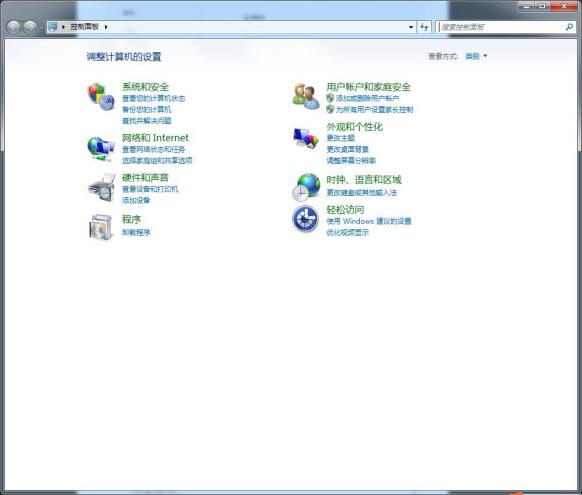 控制面板
搜索控制面板
调整计算机的设置
查看方式: 类别
系统和安全
查看您的计算机状态
备份您的计算机
查找并解决问题
网络和 Internet
查看网络状态和任务
选择家庭组和共享选项
硬件和声音
查看设备和打印机
添加设备
程序
卸载程序
用户帐户和家庭安全
添加或删除用户帐户
为所有用户设置家长控制
外观和个性化
更改主题
更改桌面背景
调整屏幕分辨率
时钟、语言和区域
更改键盘或其他输入法
轻松访问
使用 Windows 建议的设置
优化视频显示